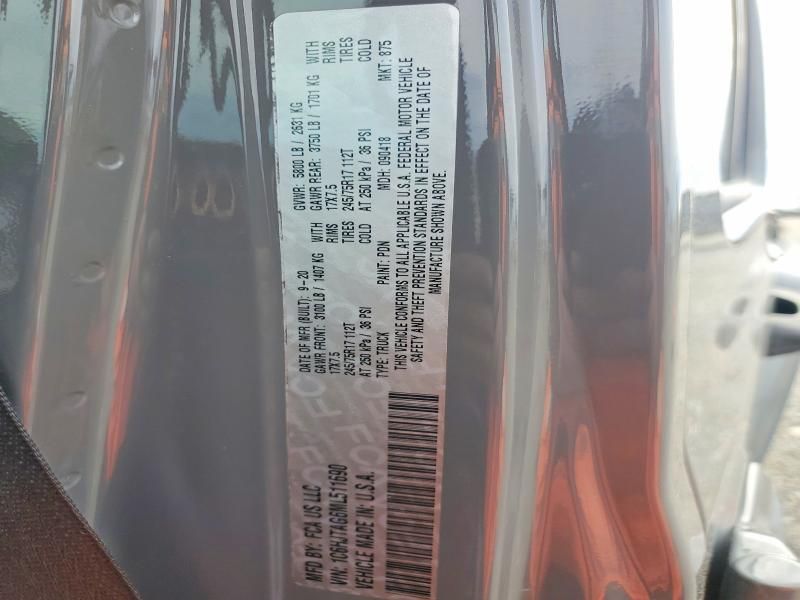 MFD BY: FCA US LLC
DATE OF MFR (BUILT): 9-20
GVWR: 5800 LB / 2631 KG
GAWR FRONT: 3100 LB / 1407 KG WITH
GAWR REAR: 3750 LB / 1701 KG WITH
17X7.5 RIMS
17X7.5 RIMS
245/75R17 112T TIRES
245/75R17 112T TIRES
AT 250 kPa / 36 PSI COLD
AT 250 kPa / 36 PSI COLD
VIN: 1C6HJTAG6ML511690
TYPE: TRUCK PAINT: PDN MDH: 090418 MKT: 875
VEHICLE MADE IN: U.S.A.
THIS VEHICLE CONFORMS TO ALL APPLICABLE U.S.A. FEDERAL MOTOR VEHICLE
SAFETY AND THEFT PREVENTION STANDARDS IN EFFECT ON THE DATE OF
MANUFACTURE SHOWN ABOVE.